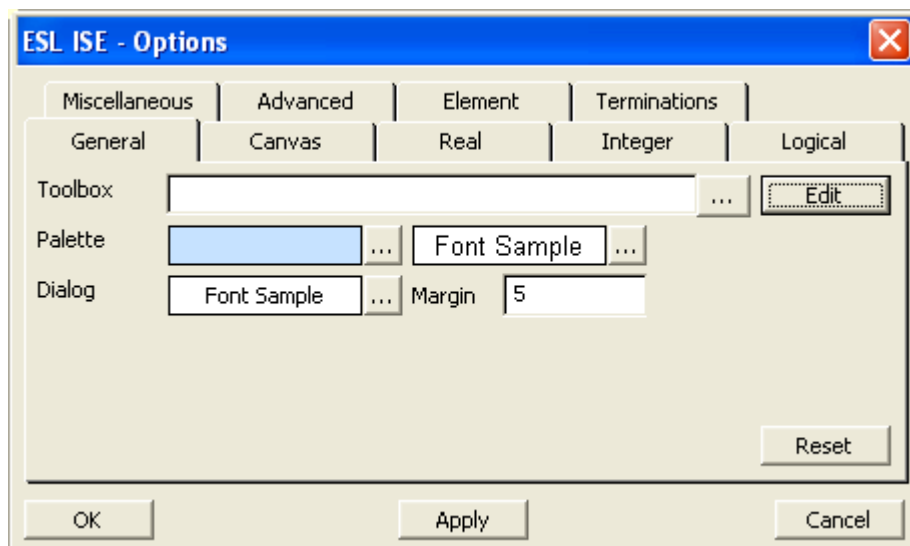 ESL ISE - Options
Miscellaneous Advanced Element Terminations
General Canvas Real Integer Logical
Toolbox ... Edit
Palette ... Font Sample ...
Dialog Font Sample ... Margin 5
Reset
OK Apply Cancel